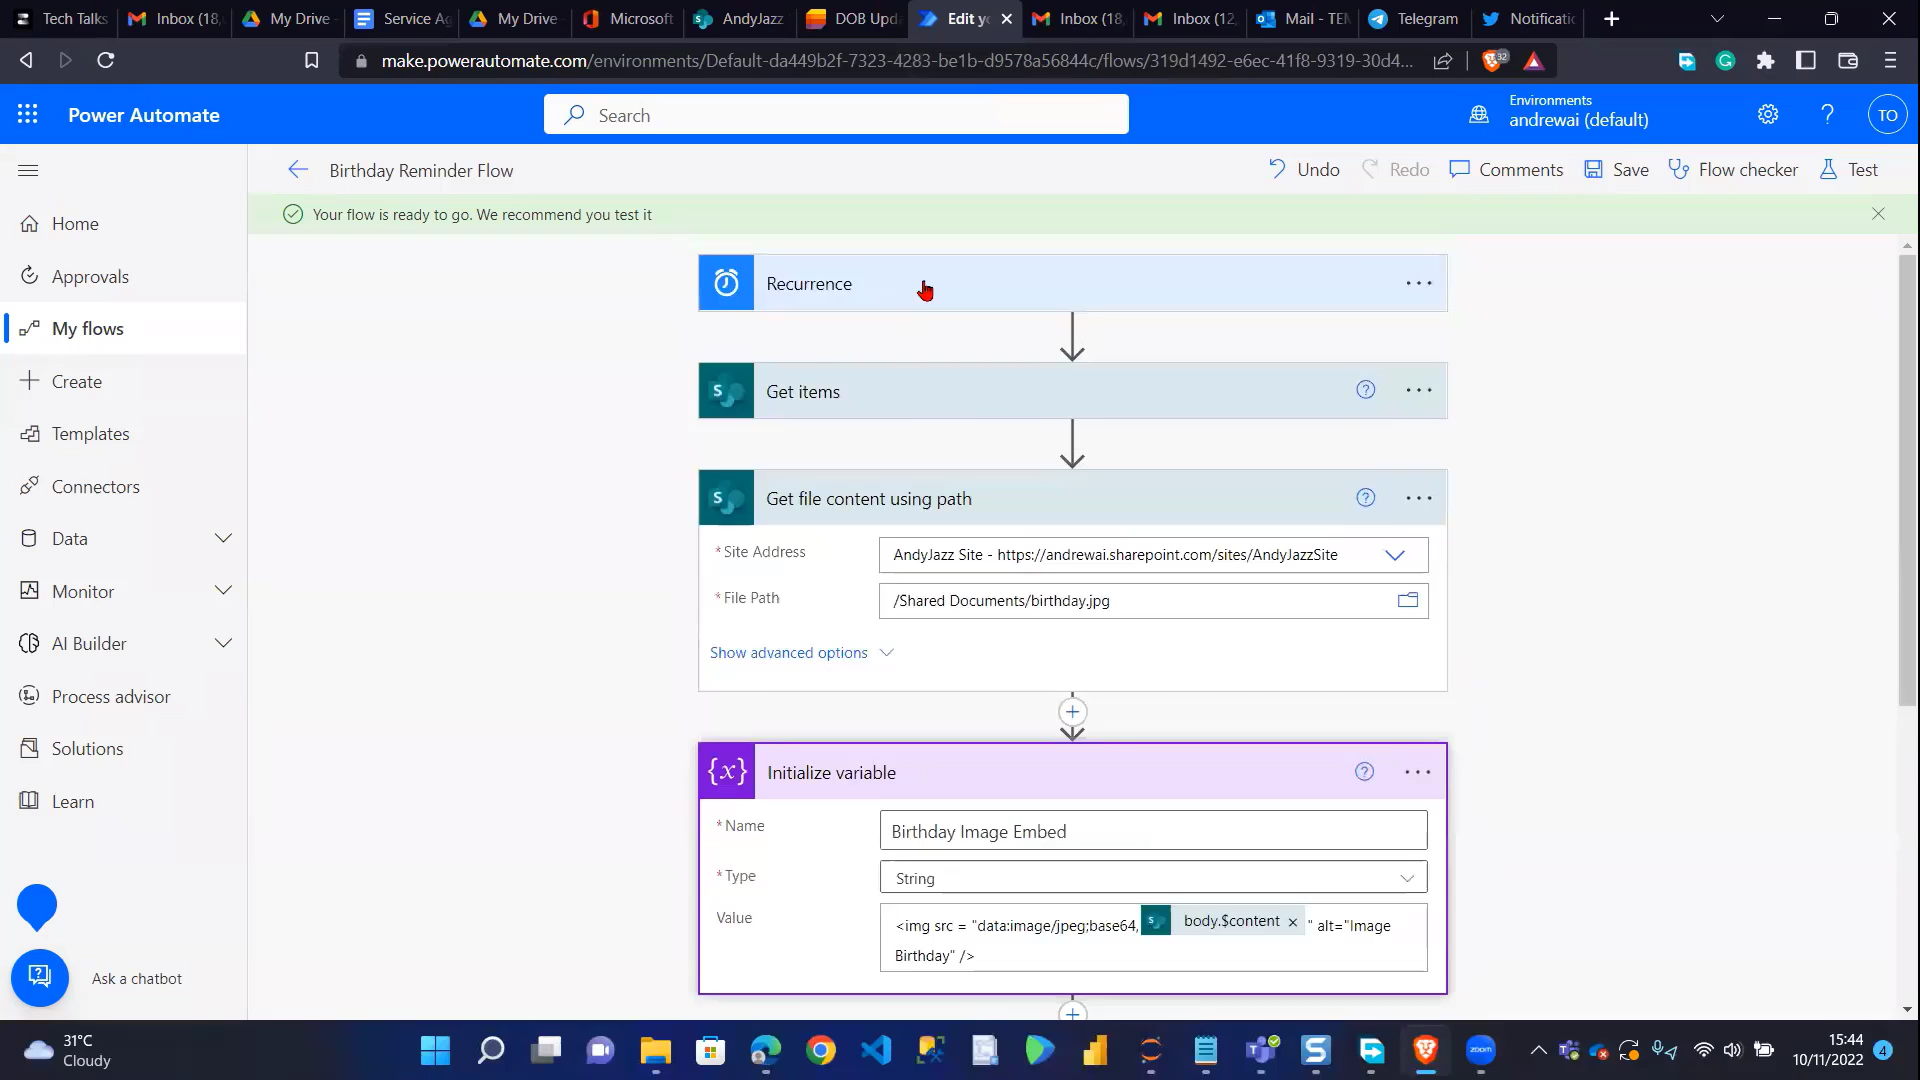 Tech Talks
Inbox (18,
My Drive
Service Ag
My Drive
Microsoft
AndyJazz
DOB Upda
Edit yo
Inbox (18,
Inbox (12,
Mail - TEM
Telegram
Notificatic
make.powerautomate.com/environments/Default-da449b2f-7323-4283-be1b-d9578a56844c/flows/319d1492-e6ec-41f8-9319-30d4...
32
Power Automate
Search
Environments
andrewai (default)
TO
Birthday Reminder Flow
Undo
Redo
Comments
Save
Flow checker
Test
Your flow is ready to go. We recommend you test it
Home
Approvals
My flows
Create
Templates
Connectors
Data
Monitor
AI Builder
Process advisor
Solutions
Learn
Ask a chatbot
Recurrence
Get items
Get file content using path
* Site Address
AndyJazz Site - https://andrewai.sharepoint.com/sites/AndyJazzSite
* File Path
/Shared Documents/birthday.jpg
Show advanced options
{x} Initialize variable
* Name
Birthday Image Embed
* Type
String
Value
<img src = "data:image/jpeg;base64, body.$content × " alt="Image
Birthday" />
31°C
Cloudy
zoom
15:44
10/11/2022
4